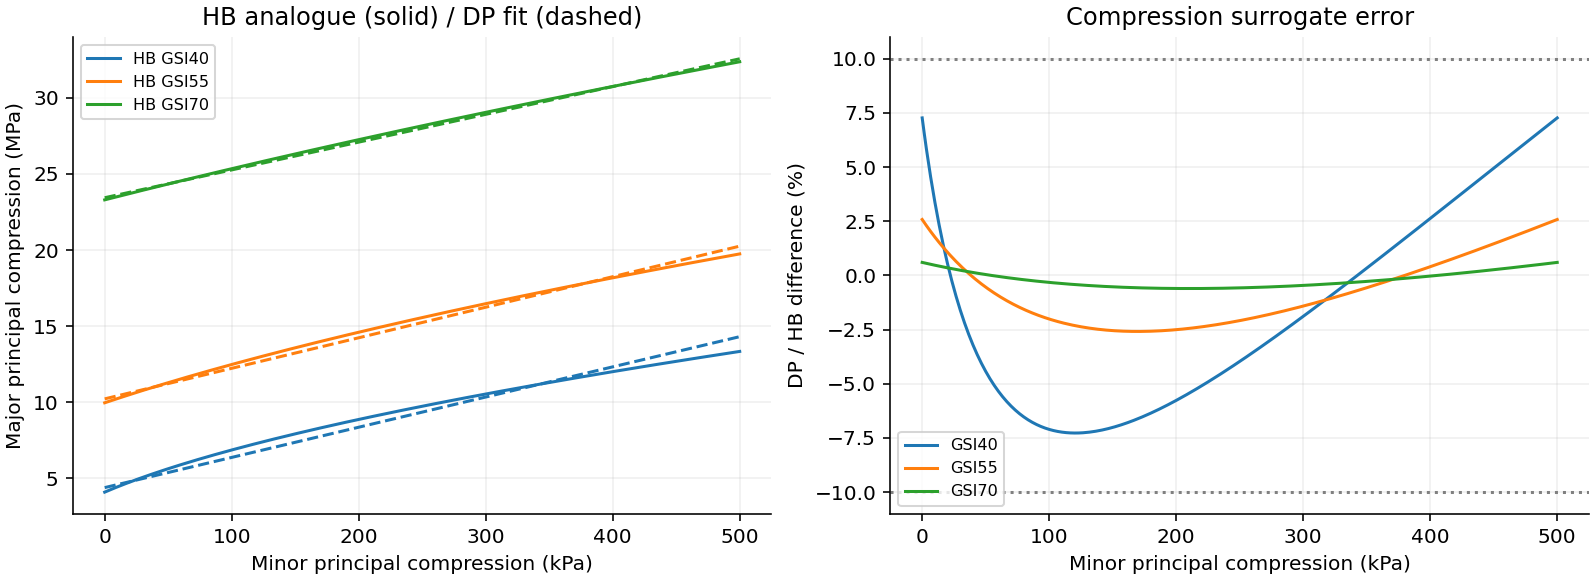 HB analogue (solid) / DP fit (dashed)
HB GSI40
HB GSI55
HB GSI70
Major principal compression (MPa)
30
25
20
15
10
5
0
100
200
300
400
500
Minor principal compression (kPa)
Compression surrogate error
DP / HB difference (%)
10.0
7.5
5.0
2.5
0.0
−2.5
−5.0
−7.5
−10.0
GSI40
GSI55
GSI70
0
100
200
300
400
500
Minor principal compression (kPa)